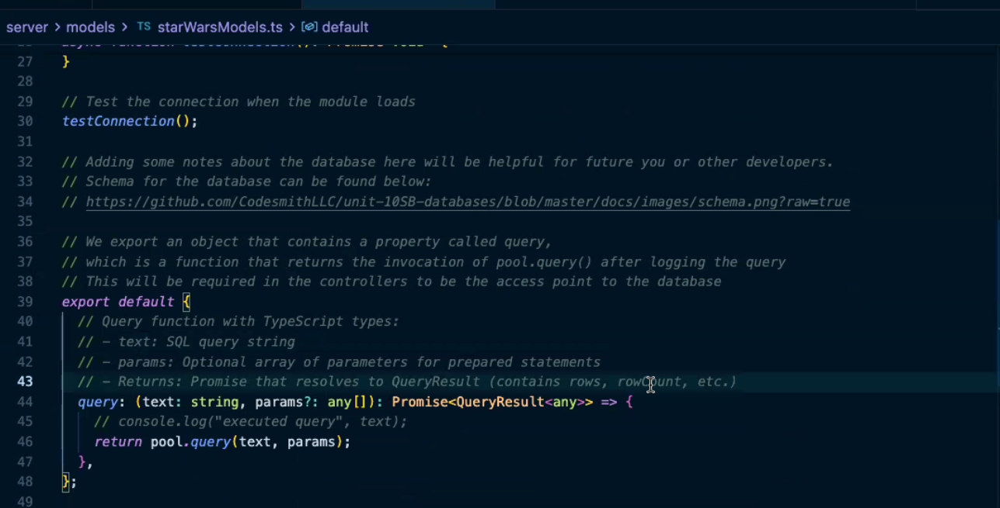 server > models > TS starWarsModels.ts > default
27 }
28
29 // Test the connection when the module loads
30 testConnection();
31
32 // Adding some notes about the database here will be helpful for future you or other developers.
33 // Schema for the database can be found below:
34 // https://github.com/CodesmithLLC/unit-10SB-databases/blob/master/docs/images/schema.png?raw=true
35
36 // We export an object that contains a property called query,
37 // which is a function that returns the invocation of pool.query() after logging the query
38 // This will be required in the controllers to be the access point to the database
39 export default {
40 // Query function with TypeScript types:
41 // - text: SQL query string
42 // - params: Optional array of parameters for prepared statements
43 // - Returns: Promise that resolves to QueryResult (contains rows, rowCount, etc.)
44 query: (text: string, params?: any[]): Promise<QueryResult<any>> => {
45 // console.log("executed query", text);
46 return pool.query(text, params);
47 },
48 };
49